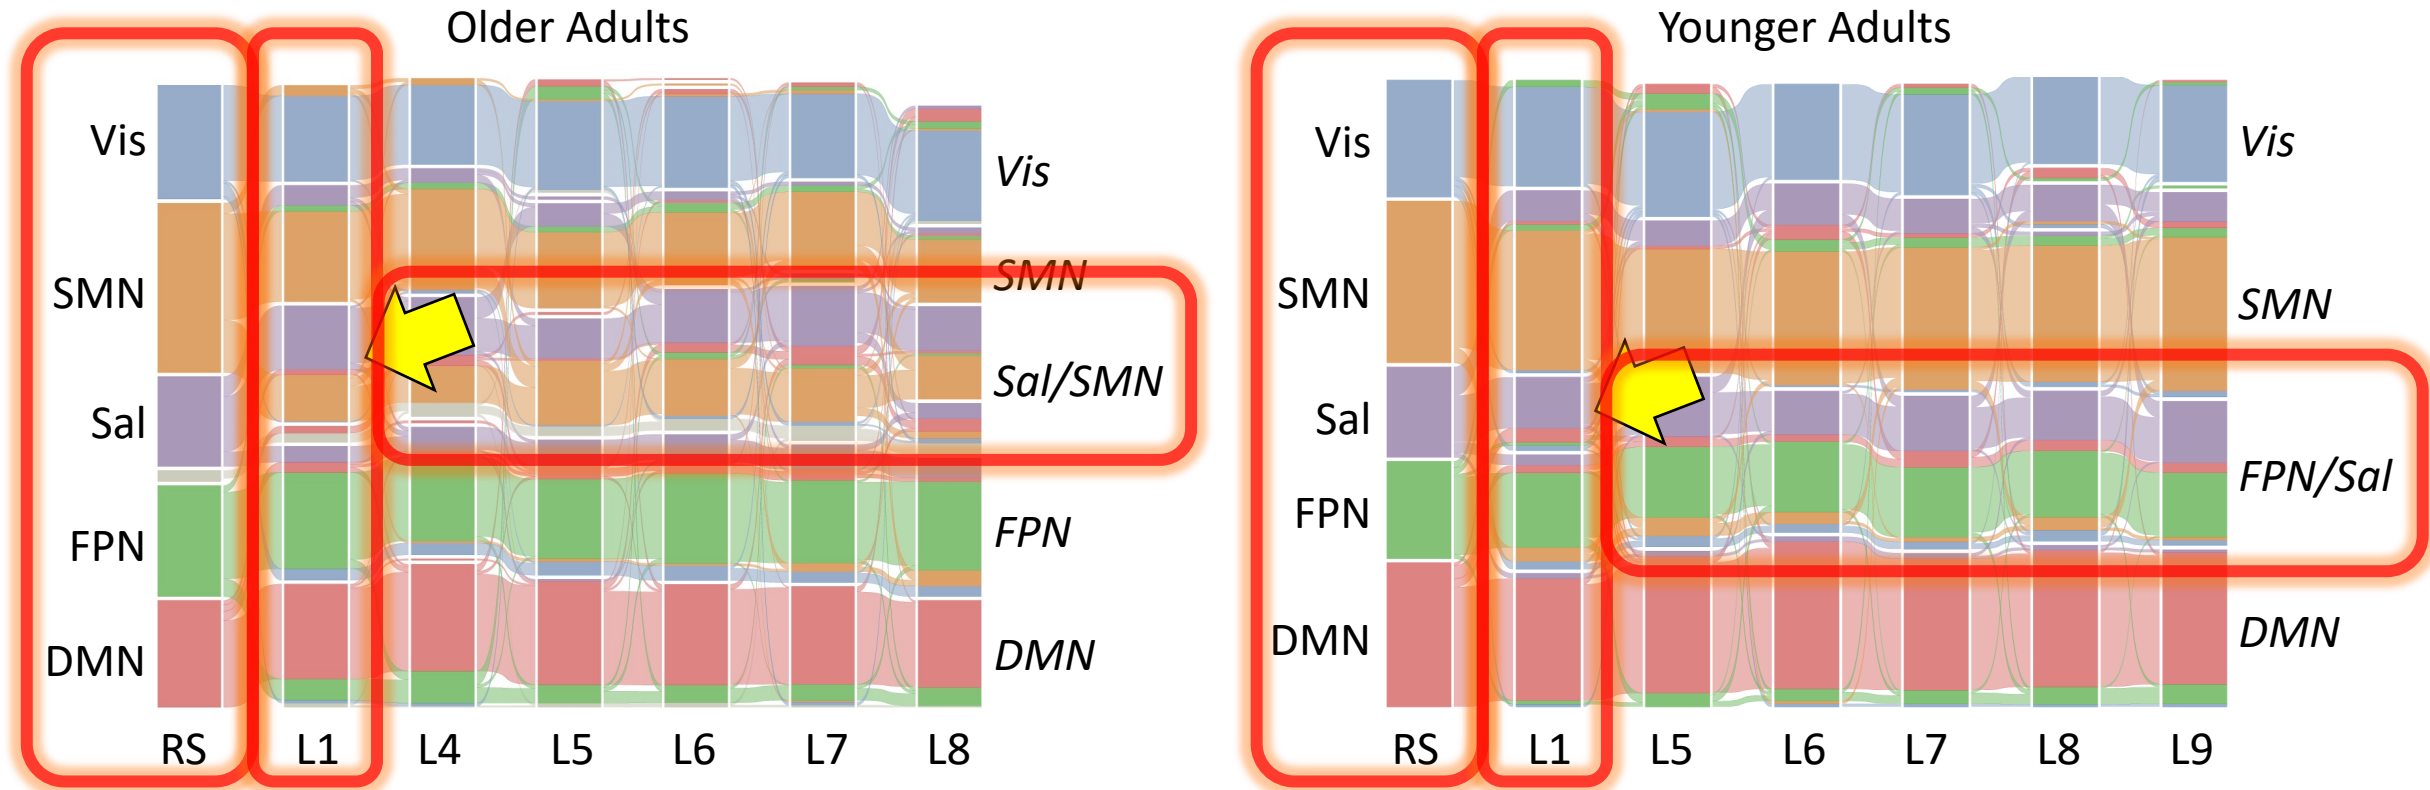 Older Adults
Vis
SMN
Sal
FPN
DMN
Vis
SMN
Sal/SMN
FPN
DMN
RS L1 L4 L5 L6 L7 L8
Younger Adults
Vis
SMN
Sal
FPN
DMN
Vis
SMN
FPN/Sal
DMN
RS L1 L5 L6 L7 L8 L9